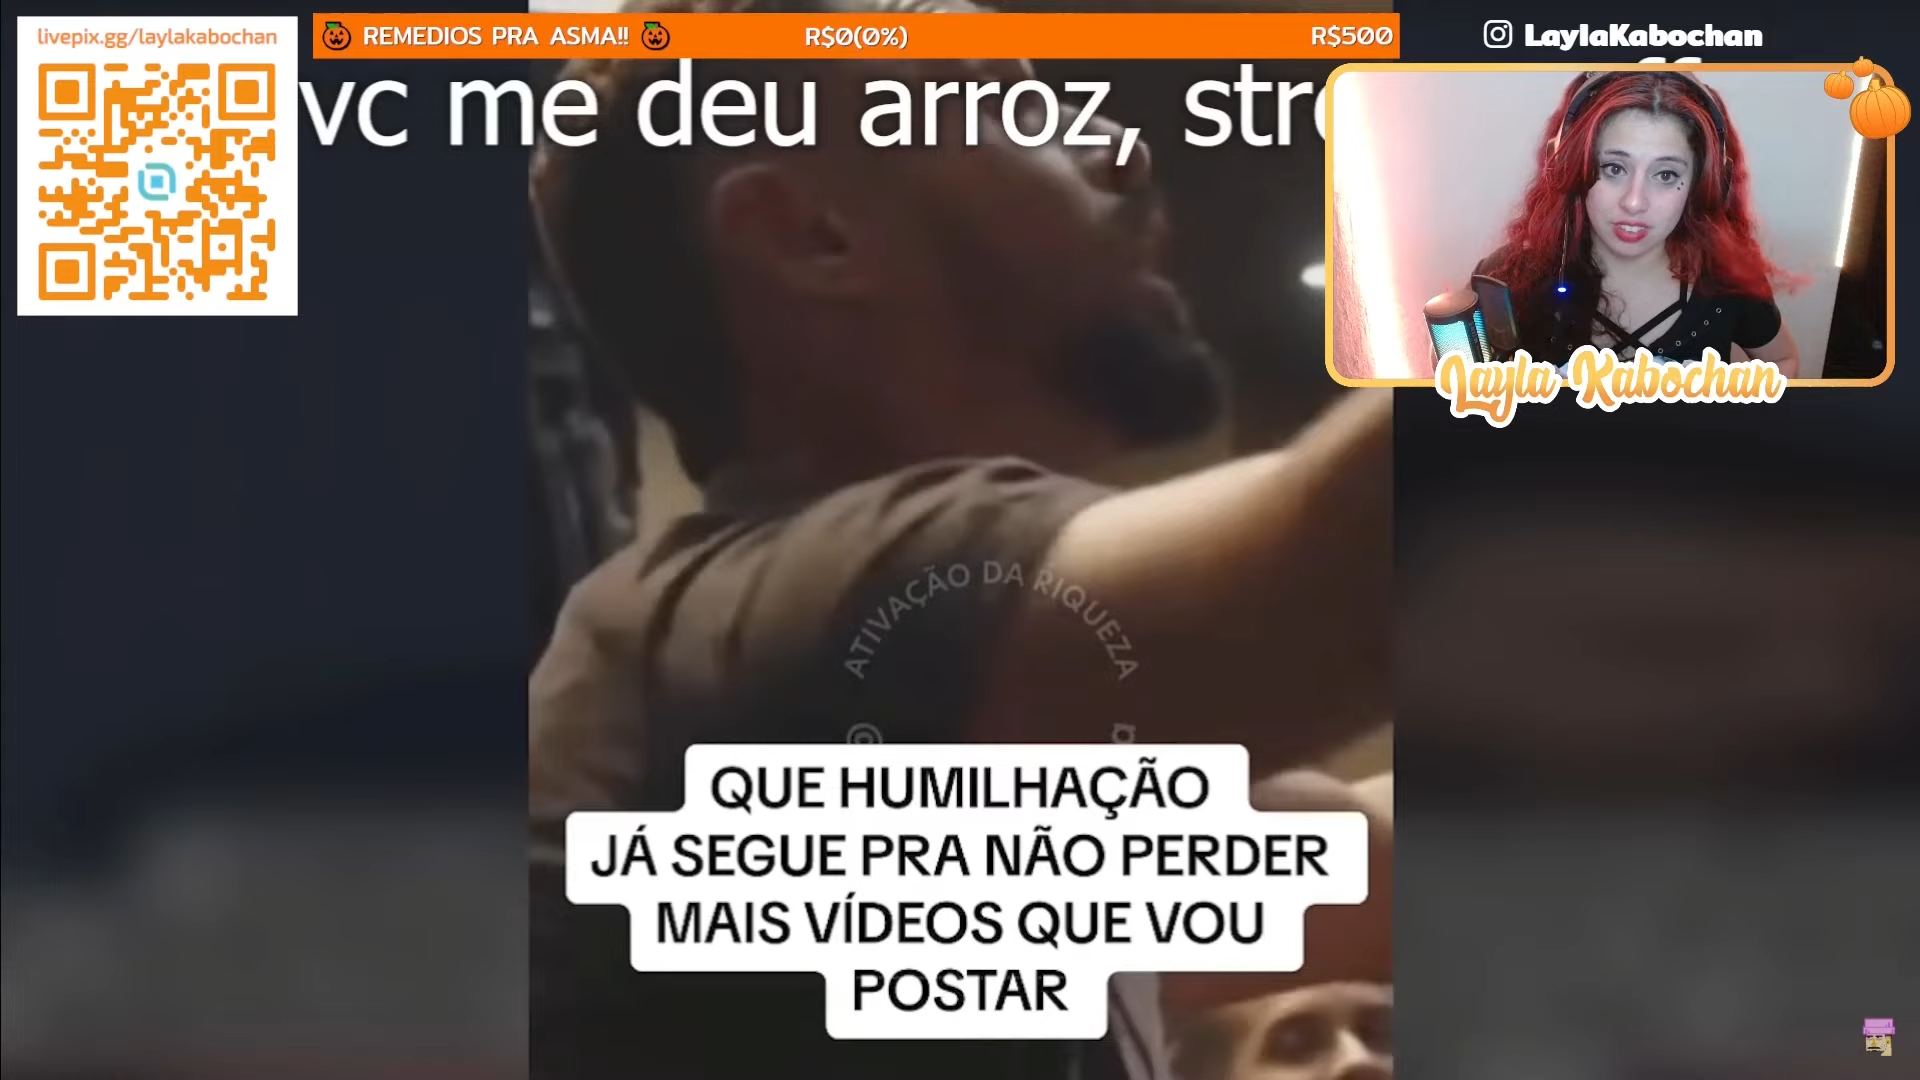 livepix.gg/laylakabochan
REMEDIOS PRA ASMA!!
R$0(0%)
R$500
LaylaKabochan
vc me deu arroz,
Layla Kabochan
ATIVAÇÃO DA RIQUEZA
QUE HUMILHAÇÃO
JÁ SEGUE PRA NÃO PERDER
MAIS VÍDEOS QUE VOU
POSTAR